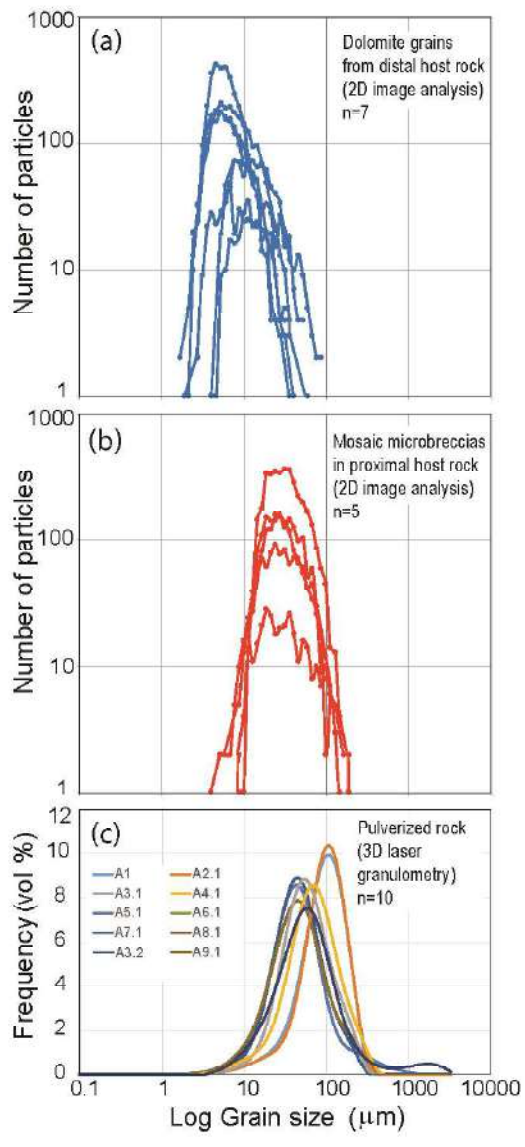 (a)
Dolomite grains
from distal host rock
(2D image analysis)
n=7
1000
100
10
1
Number of particles
(b)
Mosaic microbreccias
in proximal host rock
(2D image analysis)
n=5
1000
100
10
1
Number of particles
(c)
Pulverized rock
(3D laser
granulometry)
n=10
12
10
8
6
4
2
0
Frequency (vol %)
A1 A2.1
A3.1 A4.1
A5.1 A6.1
A7.1 A8.1
A3.2 A9.1
0.1 1 10 100 1000 10000
Log Grain size (μm)